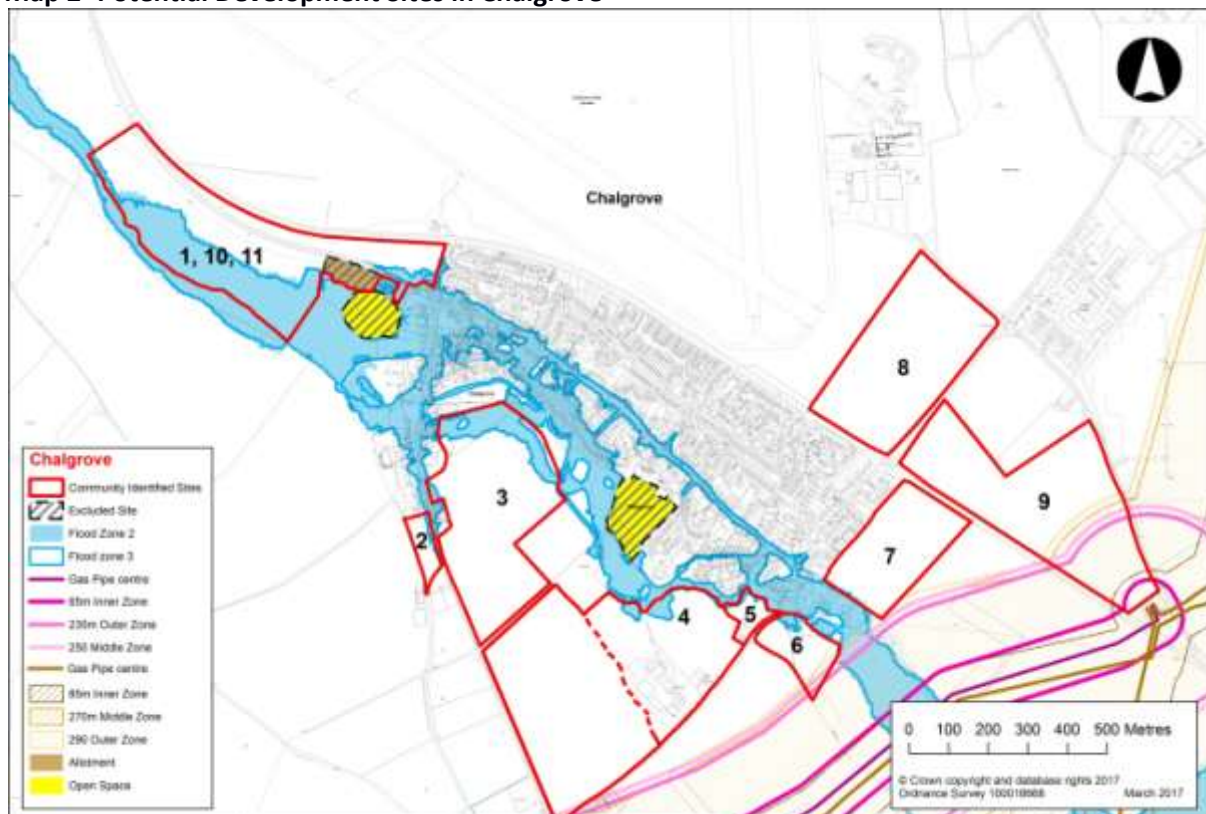 Map 2 Potential Development Sites in Chalgrove
Chalgrove
1, 10, 11
8
3
9
2
7
4
5
6
Chalgrove
Community Identified Sites
Excluded Site
Flood Zone 2
Flood zone 3
Gas Pipe centre
65m Inner Zone
230m Outer Zone
250 Middle Zone
Gas Pipe centre
65m Inner Zone
270m Middle Zone
290 Outer Zone
Allotment
Open Space
0 100 200 300 400 500 Metres
© Crown copyright and database rights 2017
Ordnance Survey 100018668 March 2017